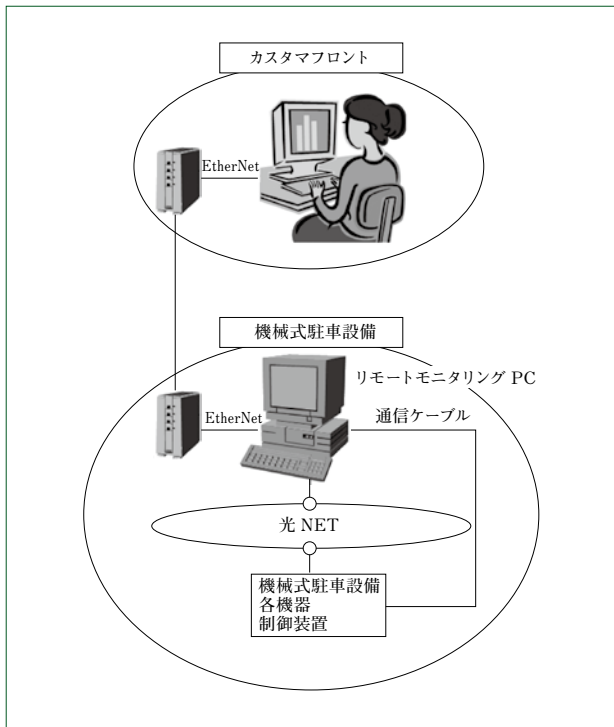 カスタマフロント
EtherNet
機械式駐車設備
リモートモニタリング PC
EtherNet
通信ケーブル
光 NET
機械式駐車設備
各機器
制御装置